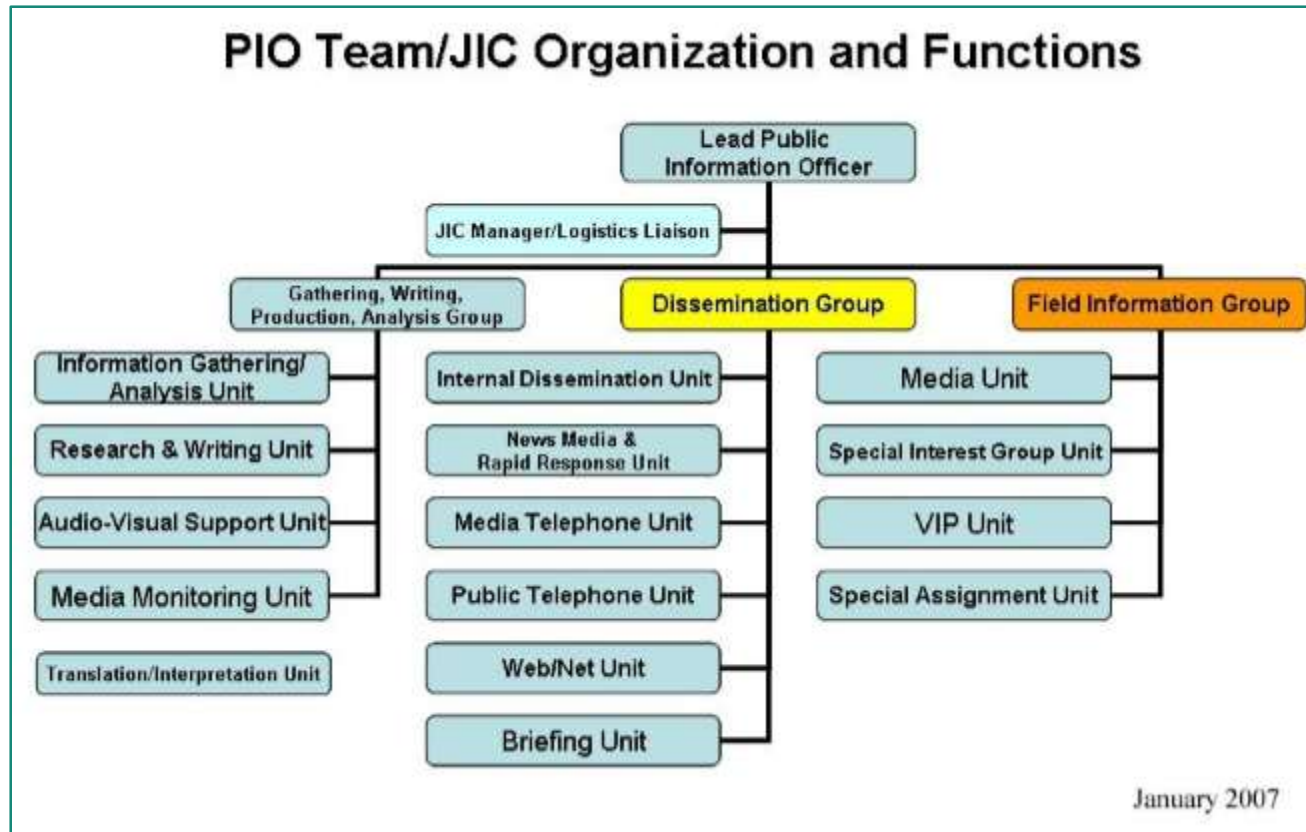 PIO Team/JIC Organization and Functions
Lead Public
Information Officer
JIC Manager/Logistics Liaison
Gathering, Writing,
Production, Analysis Group
Information Gathering/
Analysis Unit
Research & Writing Unit
Audio-Visual Support Unit
Media Monitoring Unit
Translation/Interpretation Unit
Dissemination Group
Internal Dissemination Unit
News Media &
Rapid Response Unit
Media Telephone Unit
Public Telephone Unit
Web/Net Unit
Briefing Unit
Field Information Group
Media Unit
Special Interest Group Unit
VIP Unit
Special Assignment Unit
January 2007